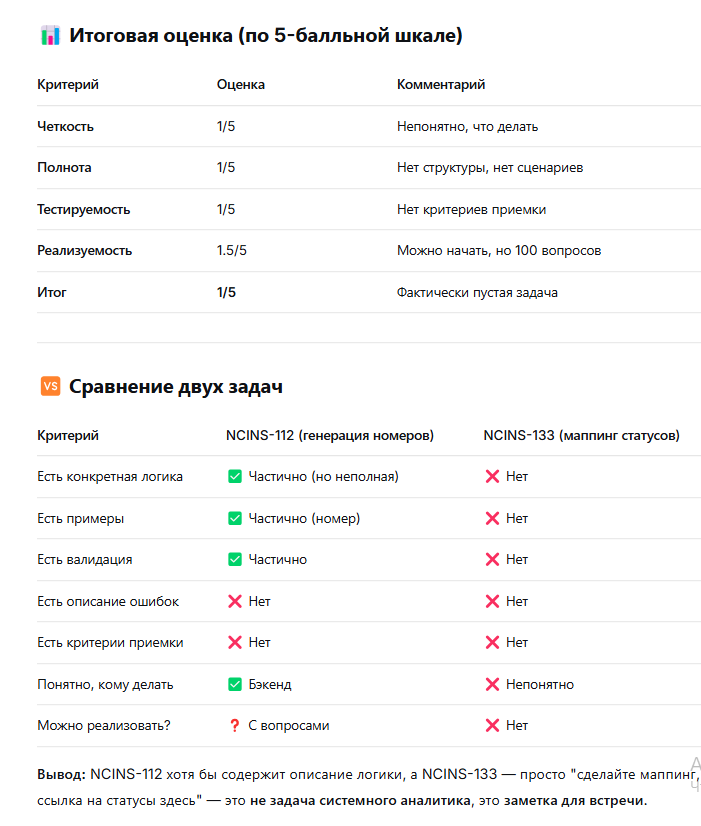 Итоговая оценка (по 5-балльной шкале)
Критерий Оценка Комментарий
Четкость 1/5 Непонятно, что делать
Полнота 1/5 Нет структуры, нет сценариев
Тестируемость 1/5 Нет критериев приемки
Реализуемость 1.5/5 Можно начать, но 100 вопросов
Итог 1/5 Фактически пустая задача
VS Сравнение двух задач
Критерий NCINS-112 (генерация номеров) NCINS-133 (маппинг статусов)
Есть конкретная логика ✅ Частично (но неполная) ❌ Нет
Есть примеры ✅ Частично (номер) ❌ Нет
Есть валидация ✅ Частично ❌ Нет
Есть описание ошибок ❌ Нет ❌ Нет
Есть критерии приемки ❌ Нет ❌ Нет
Понятно, кому делать ✅ Бэкенд ❌ Непонятно
Можно реализовать? ❓ С вопросами ❌ Нет
Вывод: NCINS-112 хотя бы содержит описание логики, а NCINS-133 — просто "сделайте маппинг,
ссылка на статусы здесь" — это не задача системного аналитика, это заметка для встречи.